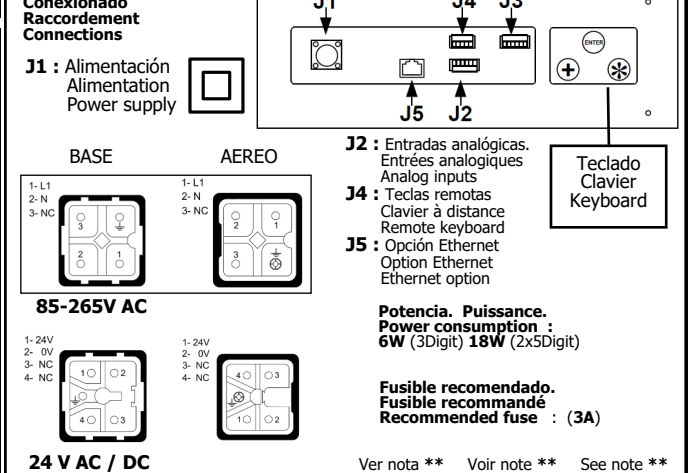 Conexionado
Raccordement
Connections
J1 : Alimentación
Alimentation
Power supply
J1
J4
J3
ENTER
+
J5
J2
Teclado
Clavier
Keyboard
J2 : Entradas analógicas.
Entrées analogiques
Analog inputs
J4 : Teclas remotas
Clavier à distance
Remote keyboard
J5 : Opción Ethernet
Option Ethernet
Ethernet option
BASE
AEREO
1- L1
2- N
3- NC
3
2
1
1- L1
2- N
3- NC
2
1
3
85-265V AC
1- 24V
2- 0V
3- NC
4- NC
1
2
4
3
1- 24V
2- 0V
3- NC
4- NC
4
3
1
2
24 V AC / DC
Potencia. Puissance.
Power consumption :
6W (3Digit) 18W (2x5Digit)
Fusible recomendado.
Fusible recommandé
Recommended fuse : (3A)
Ver nota ** Voir note ** See note **